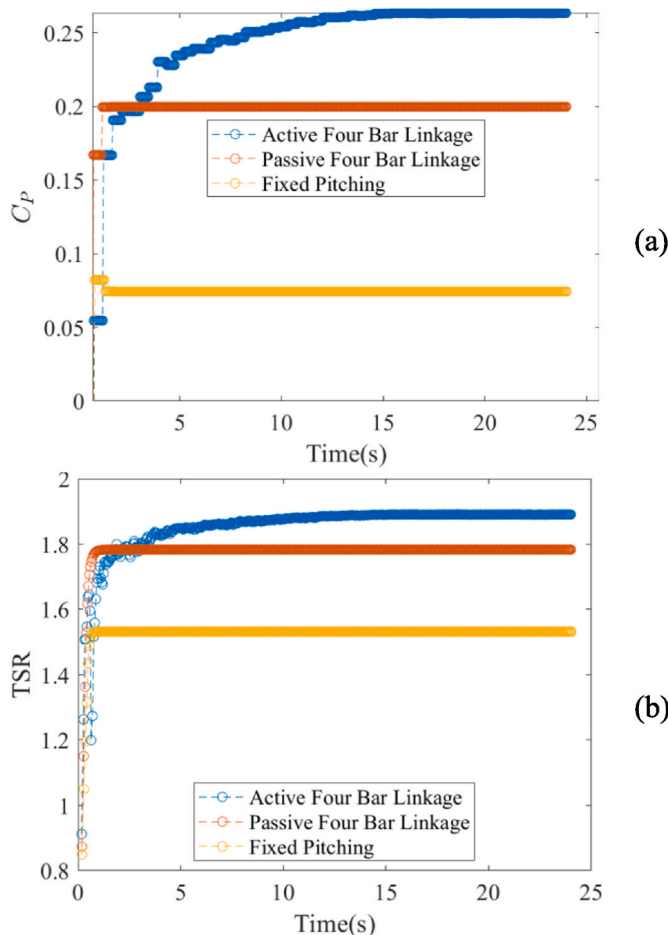 0.25
0.2
0.15
0.1
0.05
0
C_P
Active Four Bar Linkage
Passive Four Bar Linkage
Fixed Pitching
5
10
15
20
25
Time(s)
(a)
2
1.8
1.6
1.4
1.2
1
0.8
TSR
Active Four Bar Linkage
Passive Four Bar Linkage
Fixed Pitching
0
5
10
15
20
25
Time(s)
(b)